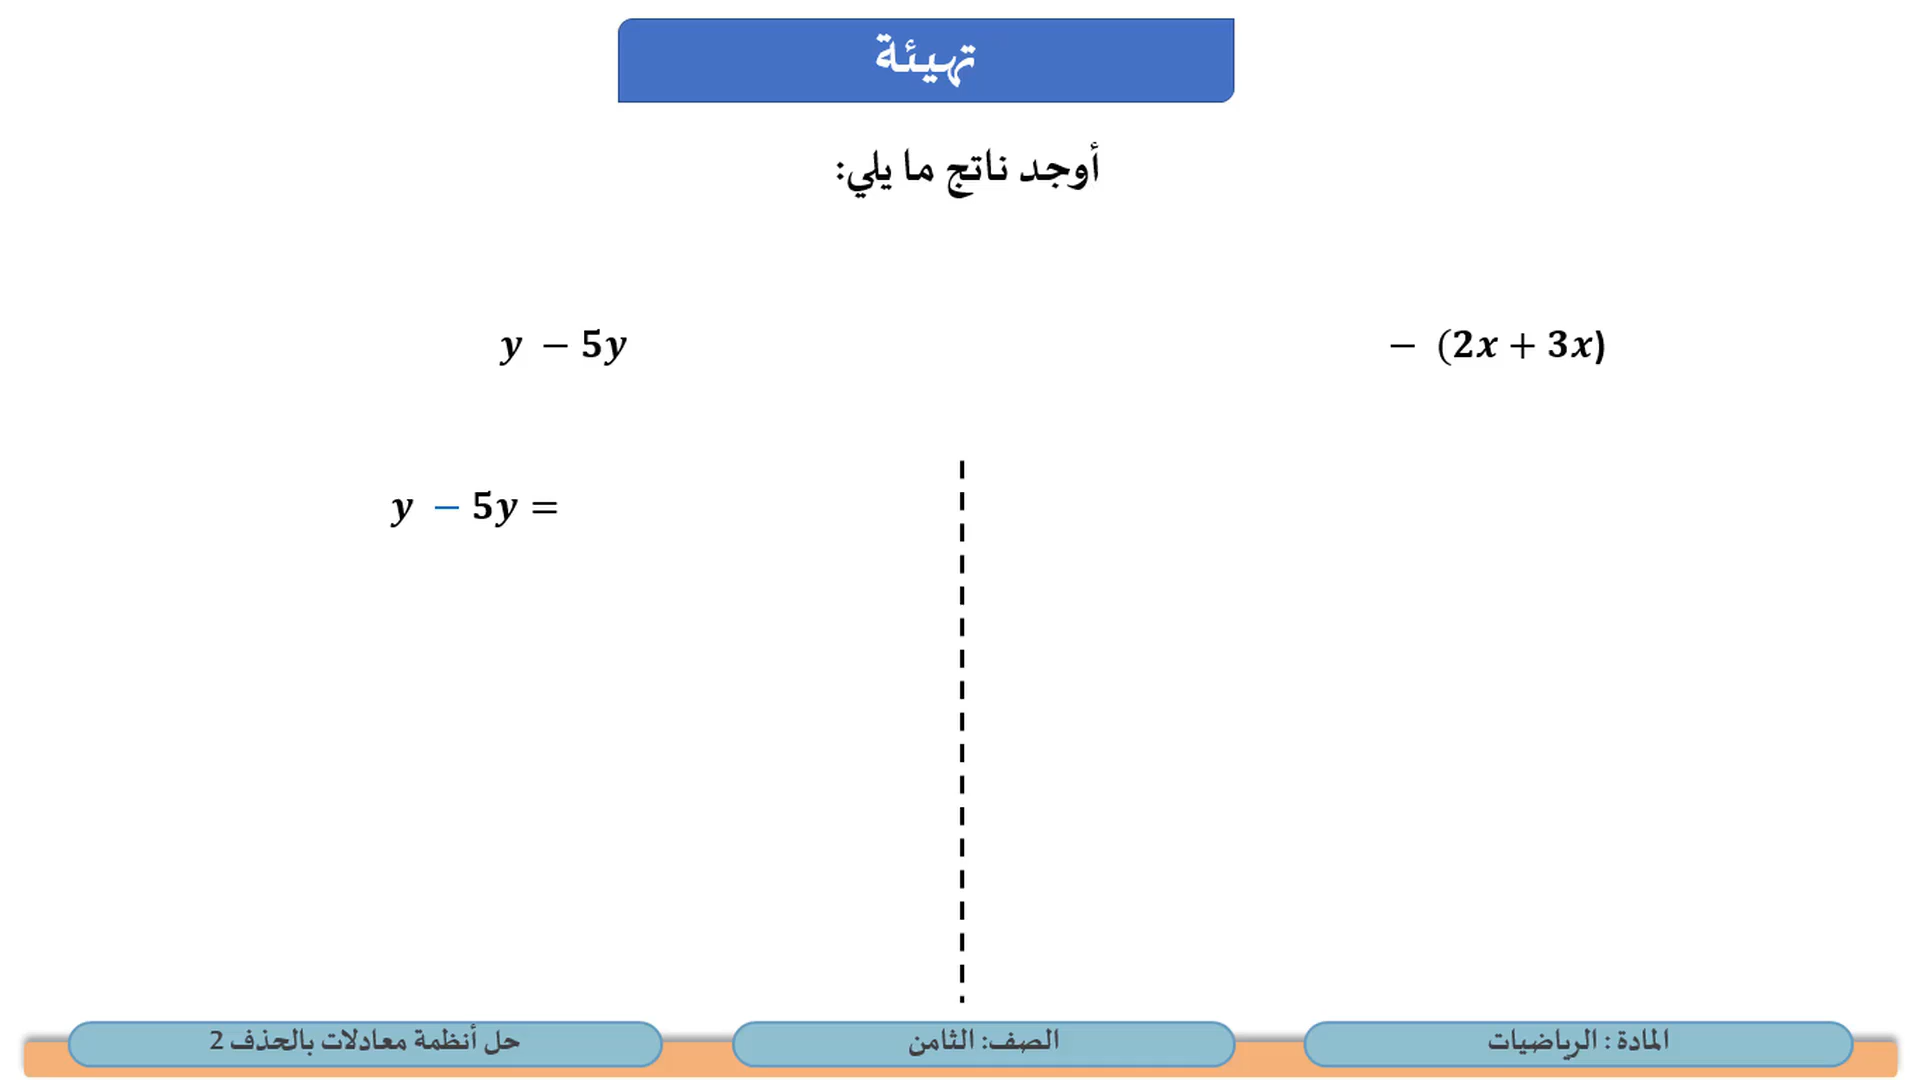 تهيئة
أوجد ناتج ما يلي:
− (2x + 3x)
y − 5y
y − 5y =
المادة : الرياضيات
الصف: الثامن
حل أنظمة معادلات بالحذف 2